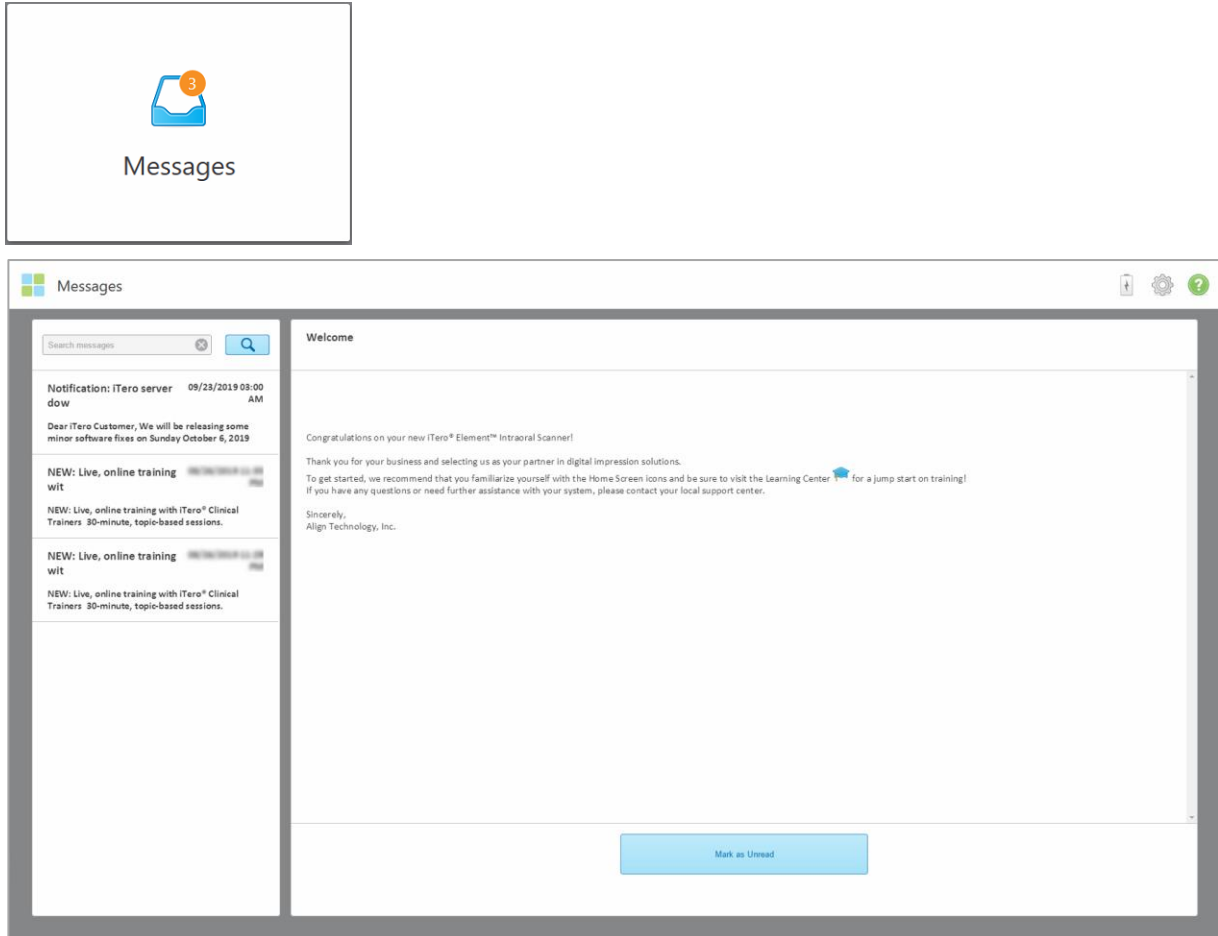 3
Messages
Messages
?
Search messages
Notification: iTero server 09/23/2019 03:00
dow AM
Dear iTero Customer, We will be releasing some
minor software fixes on Sunday October 6, 2019
NEW: Live, online training
wit
NEW: Live, online training with iTero® Clinical
Trainers 30-minute, topic-based sessions.
NEW: Live, online training
wit
NEW: Live, online training with iTero® Clinical
Trainers 30-minute, topic-based sessions.
Welcome
Congratulations on your new iTero® Element™ Intraoral Scanner!
Thank you for your business and selecting us as your partner in digital impression solutions.
To get started, we recommend that you familiarize yourself with the Home Screen icons and be sure to visit the Learning Center for a jump start on training!
If you have any questions or need further assistance with your system, please contact your local support center.
Sincerely,
Align Technology, Inc.
Mark as Unread